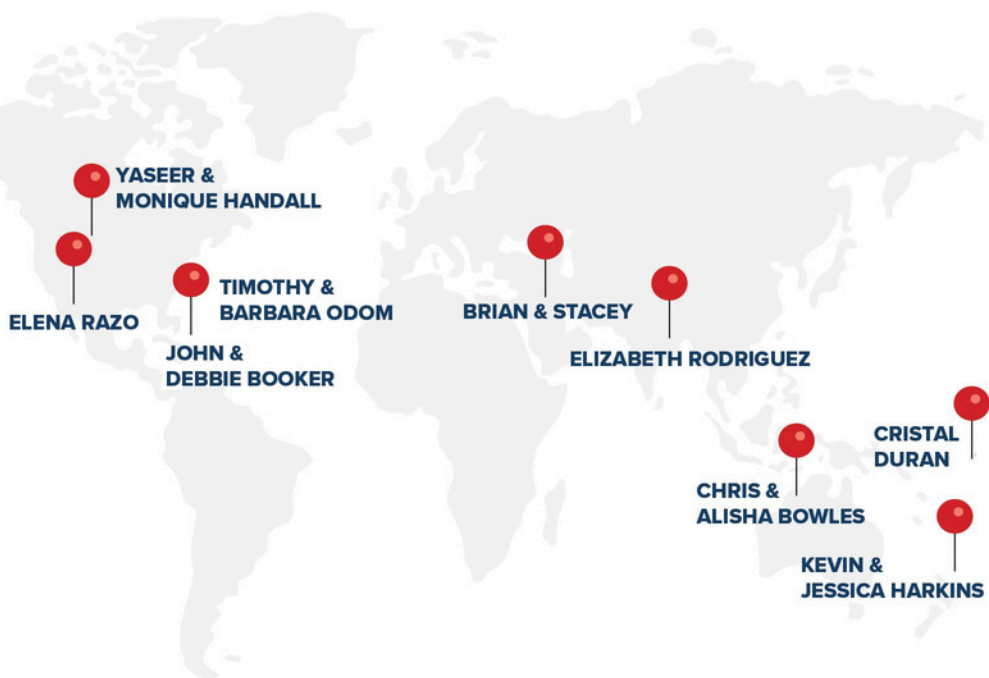 YASEER &
MONIQUE HANDALL
ELENA RAZO
TIMOTHY &
BARBARA ODOM
JOHN &
DEBBIE BOOKER
BRIAN & STACEY
ELIZABETH RODRIGUEZ
CRISTAL
DURAN
CHRIS &
ALISHA BOWLES
KEVIN &
JESSICA HARKINS